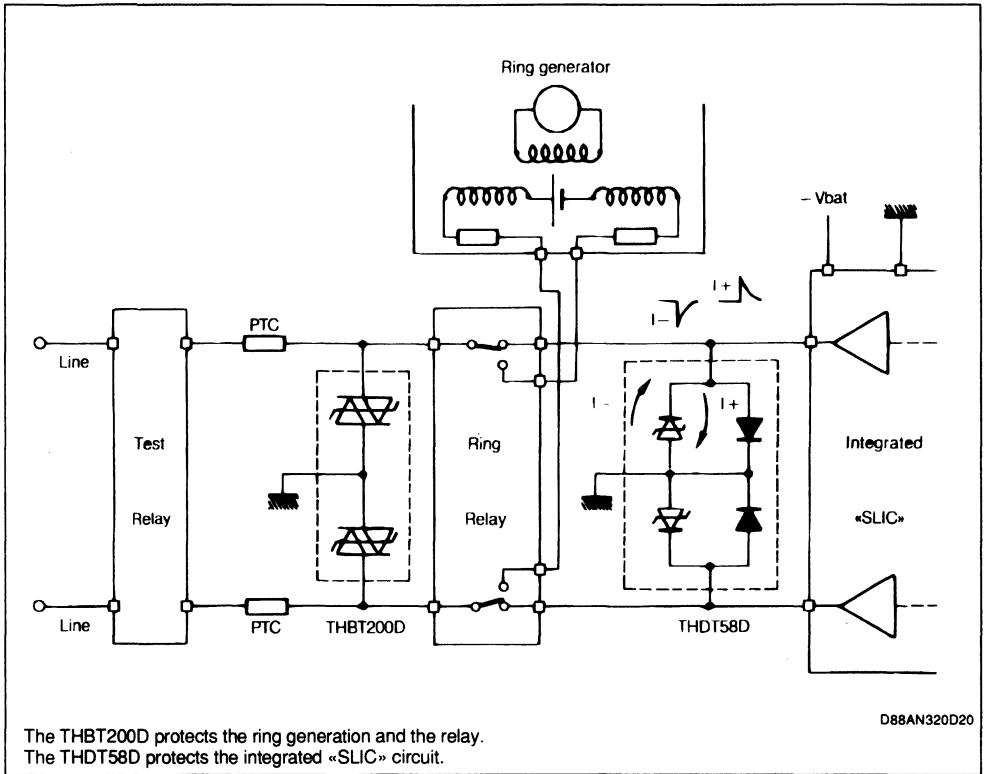 Ring generator
– Vbat
I +
I –
PTC
Line
I –
I +
Test
Relay
Ring
Relay
Integrated
«SLIC»
Line
PTC
THBT200D
THDT58D
D88AN320D20
The THBT200D protects the ring generation and the relay.
The THDT58D protects the integrated «SLIC» circuit.